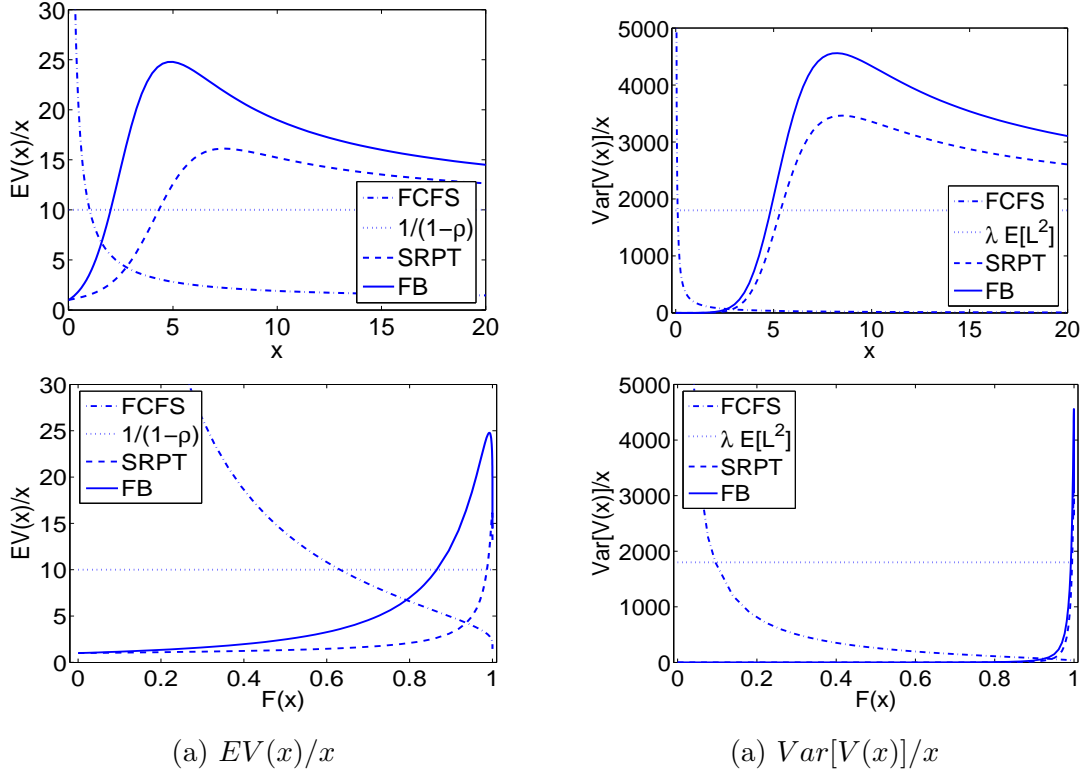 30
25
20
15
10
5
0
EV(x)/x
0 5 10 15 20
x
FCFS
1/(1−ρ)
SRPT
FB
5000
4000
3000
2000
1000
0
Var[V(x)]/x
0 5 10 15 20
x
FCFS
λ E[L²]
SRPT
FB
30
25
20
15
10
5
0
EV(x)/x
0 0.2 0.4 0.6 0.8 1
F(x)
FCFS
1/(1−ρ)
SRPT
FB
5000
4000
3000
2000
1000
0
Var[V(x)]/x
0 0.2 0.4 0.6 0.8 1
F(x)
FCFS
λ E[L²]
SRPT
FB
(a) EV(x)/x
(a) Var[V(x)]/x